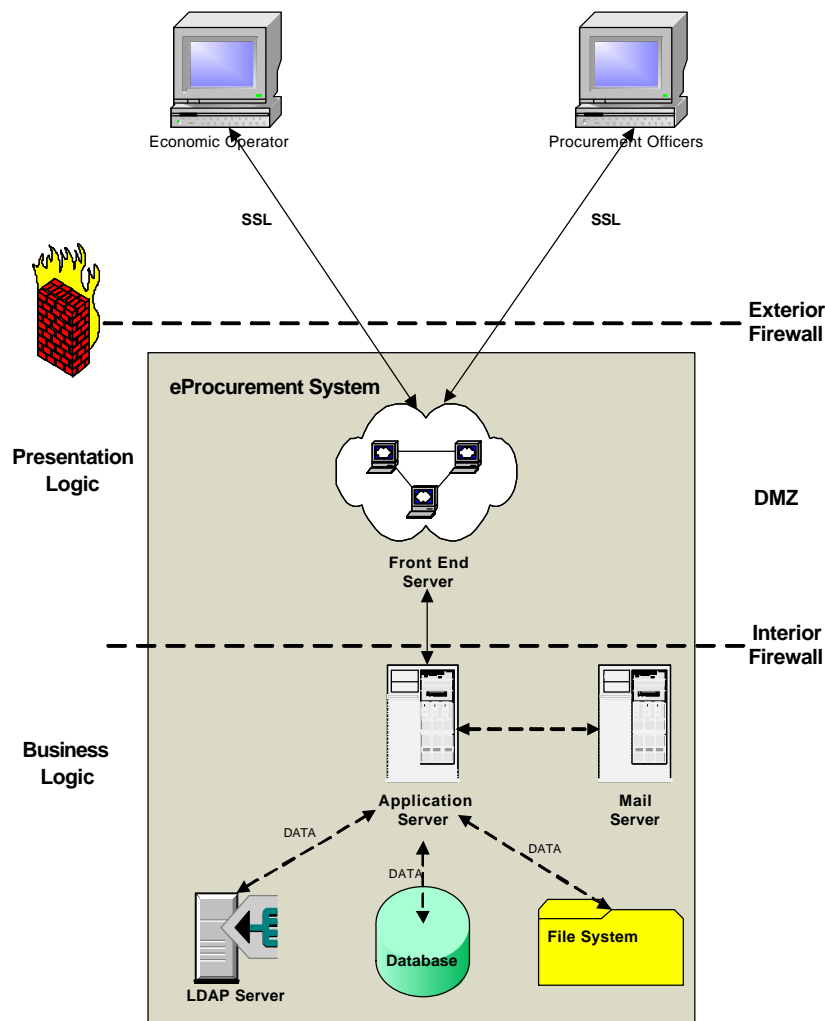 Economic Operator
Procurement Officers
SSL
SSL
Exterior
Firewall
eProcurement System
Presentation
Logic
DMZ
Front End
Server
Interior
Firewall
Business
Logic
Application
Server
Mail
Server
DATA
DATA
DATA
File System
Database
LDAP Server